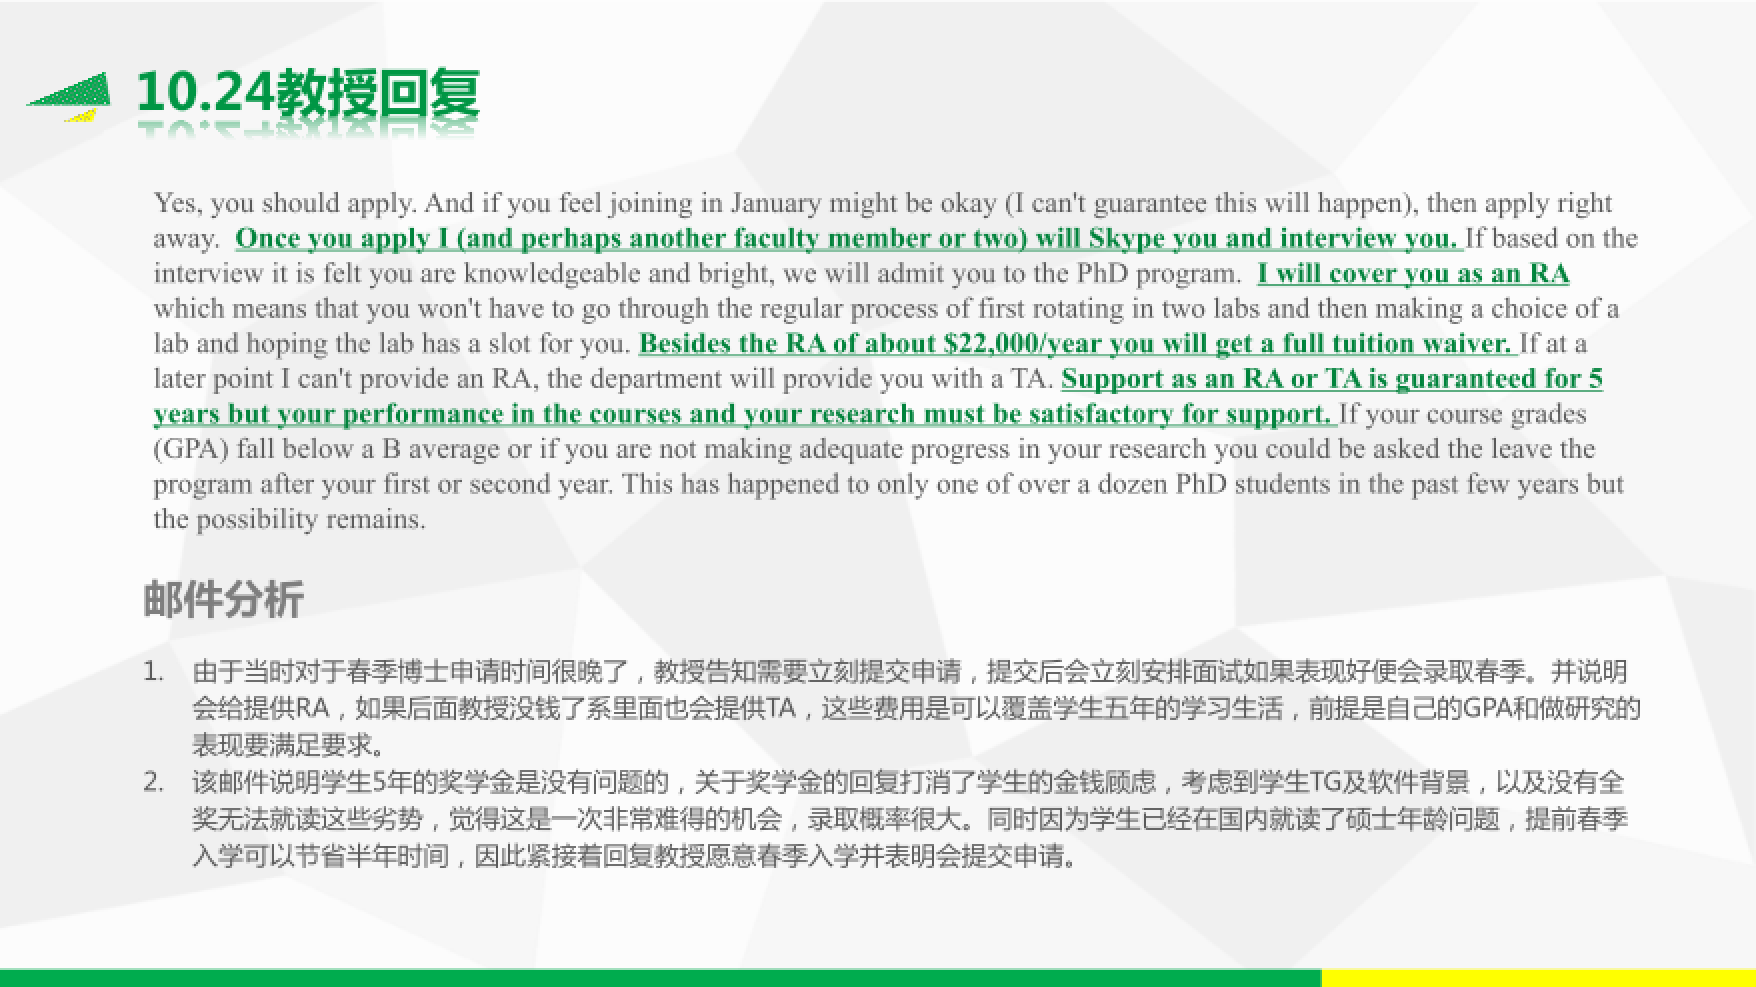 10.24教授回复
Yes, you should apply. And if you feel joining in January might be okay (I can't guarantee this will happen), then apply right
away. Once you apply I (and perhaps another faculty member or two) will Skype you and interview you. If based on the
interview it is felt you are knowledgeable and bright, we will admit you to the PhD program. I will cover you as an RA
which means that you won't have to go through the regular process of first rotating in two labs and then making a choice of a
lab and hoping the lab has a slot for you. Besides the RA of about $22,000/year you will get a full tuition waiver. If at a
later point I can't provide an RA, the department will provide you with a TA. Support as an RA or TA is guaranteed for 5
years but your performance in the courses and your research must be satisfactory for support. If your course grades
(GPA) fall below a B average or if you are not making adequate progress in your research you could be asked the leave the
program after your first or second year. This has happened to only one of over a dozen PhD students in the past few years but
the possibility remains.
邮件分析
1. 由于当时对于春季博士申请时间很晚了，教授告知需要立刻提交申请，提交后会立刻安排面试如果表现好便会录取春季。并说明
会给提供RA，如果后面教授没钱了系里面也会提供TA，这些费用是可以覆盖学生五年的学习生活，前提是自己的GPA和做研究的
表现要满足要求。
2. 该邮件说明学生5年的奖学金是没有问题的，关于奖学金的回复打消了学生的金钱顾虑，考虑到学生TG及软件背景，以及没有全
奖无法就读这些劣势，觉得这是一次非常难得的机会，录取概率很大。同时因为学生已经在国内就读了硕士年龄问题，提前春季
入学可以节省半年时间，因此紧接着回复教授愿意春季入学并表明会提交申请。